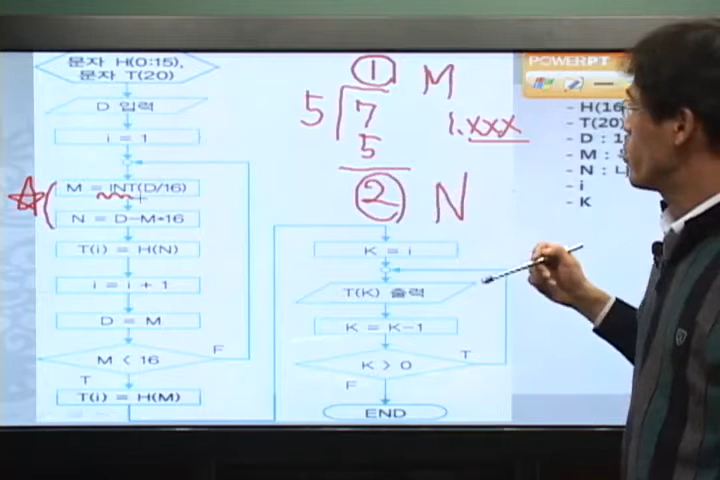 문자 H(0:15),
문자 T(20)
D 입력
i = 1
M = INT(D/16)
N = D-M*16
T(i) = H(N)
i = i + 1
D = M
M < 16
F
T
T(i) = H(M)
K = i
T(K) 출력
K = K-1
K > 0
T
F
END
① M
5 7
1.xxx
5
② N
POWERPT
- H(16
- T(20)
- D : 1
- M :
- N : 나
- i
- K